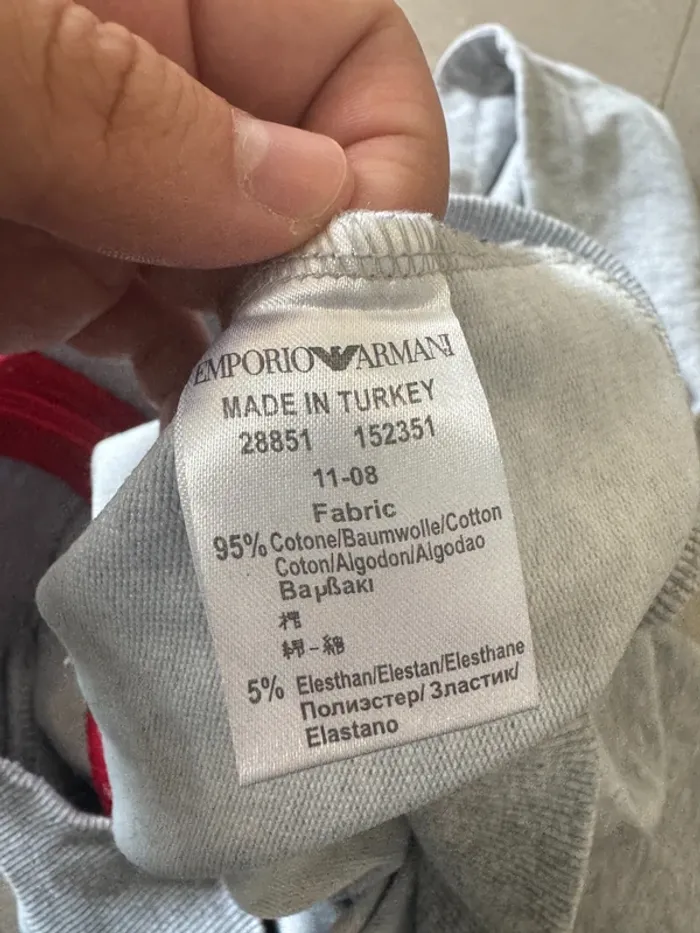 EMPORIO ARMANI
MADE IN TURKEY
28851 152351
11-08
Fabric
95% Cotone/Baumwolle/Cotton
Coton/Algodon/Algodao
Βαμβακι
5% Elesthan/Elestan/Elesthane
Полиэстер/ Зластик/
Elastano